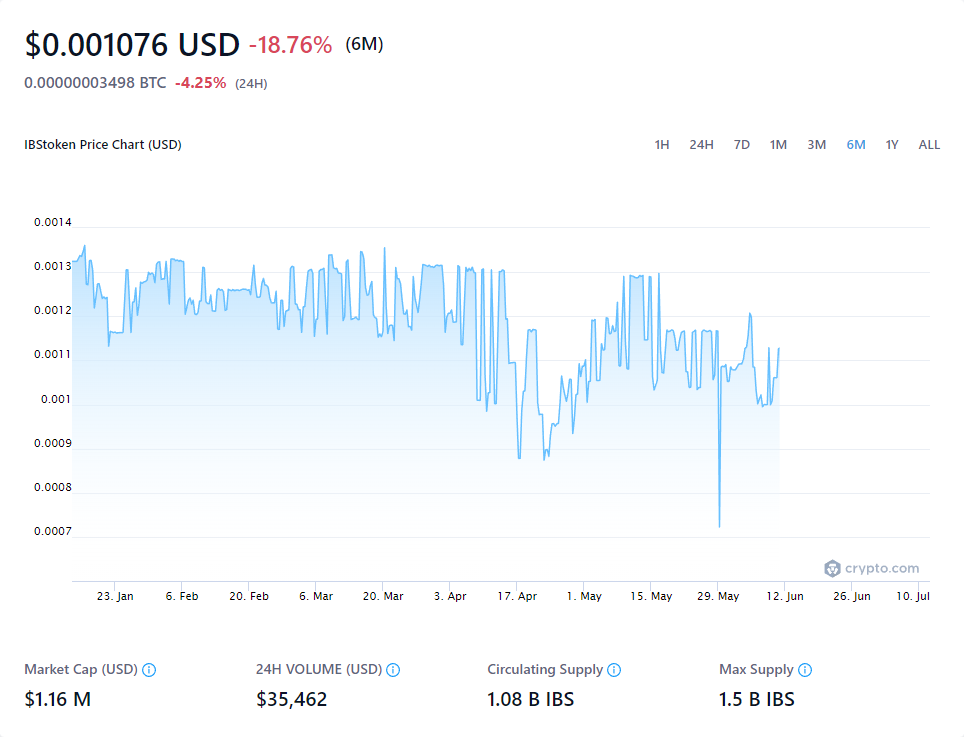 $0.001076 USD -18.76% (6M)
0.00000003498 BTC -4.25% (24H)
IBStoken Price Chart (USD) 1H 24H 7D 1M 3M 6M 1Y ALL
0.0014
0.0013
0.0012
0.0011
0.001
0.0009
0.0008
0.0007
crypto.com
23. Jan 6. Feb 20. Feb 6. Mar 20. Mar 3. Apr 17. Apr 1. May 15. May 29. May 12. Jun 26. Jun 10. Jul
Market Cap (USD) 24H VOLUME (USD) Circulating Supply Max Supply
$1.16 M $35,462 1.08 B IBS 1.5 B IBS